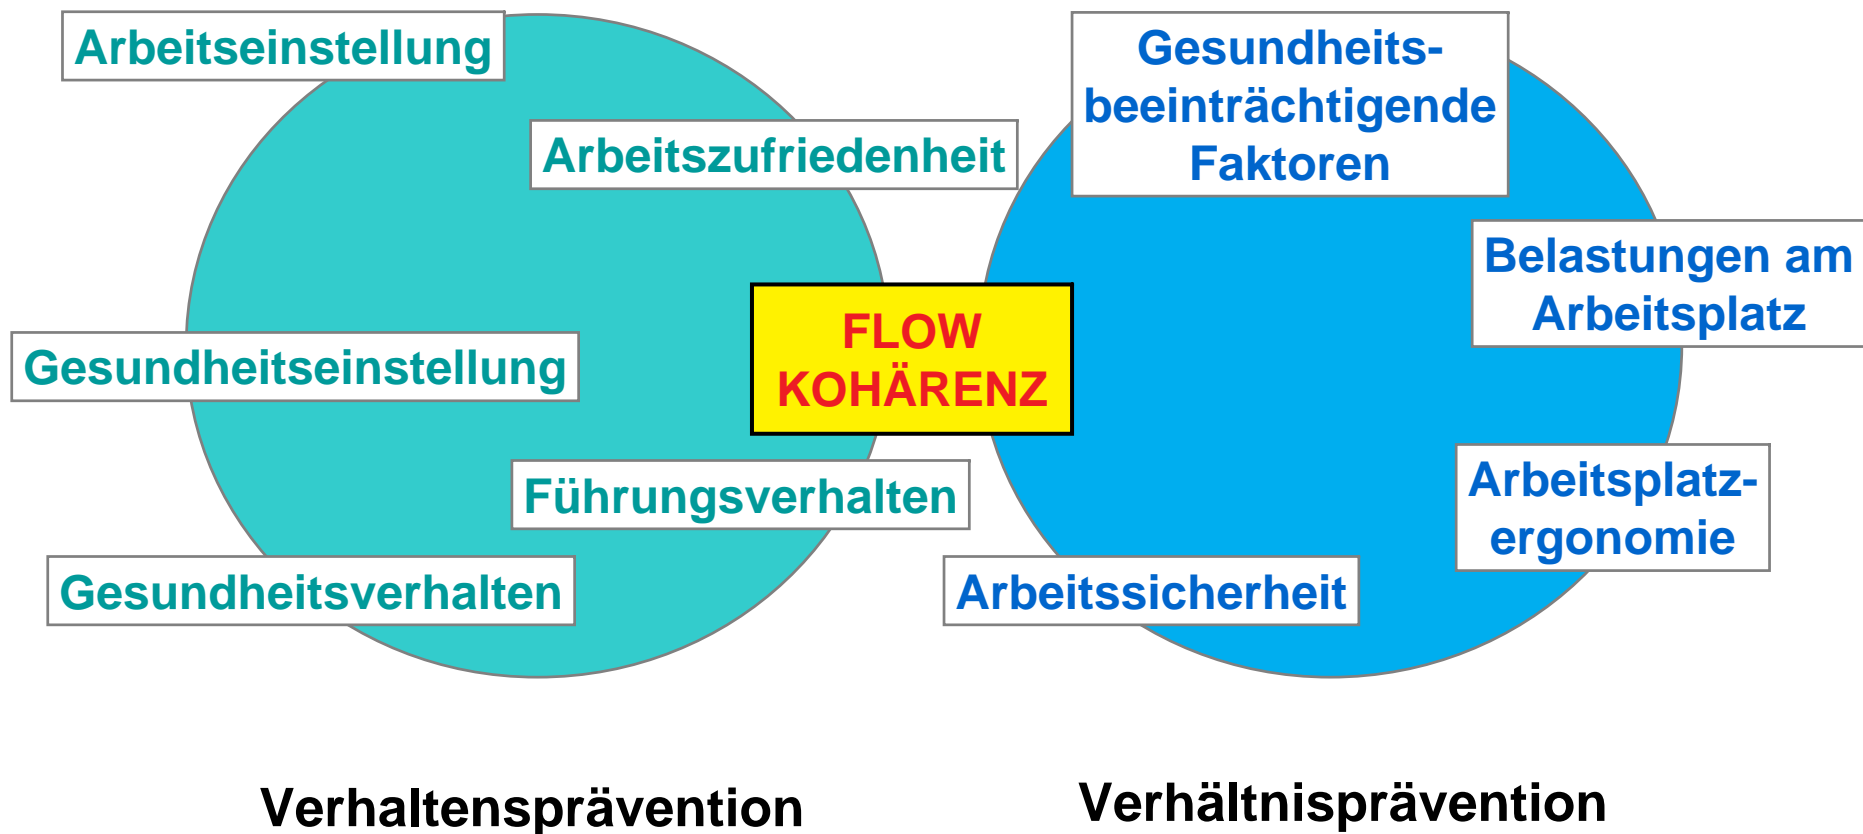 Arbeitseinstellung
Arbeitszufriedenheit
Gesundheitseinstellung
Führungsverhalten
Gesundheitsverhalten
FLOW
KOHÄRENZ
Gesundheits-
beeinträchtigende
Faktoren
Belastungen am
Arbeitsplatz
Arbeitsplatz-
ergonomie
Arbeitssicherheit
Verhaltensprävention
Verhältnisprävention